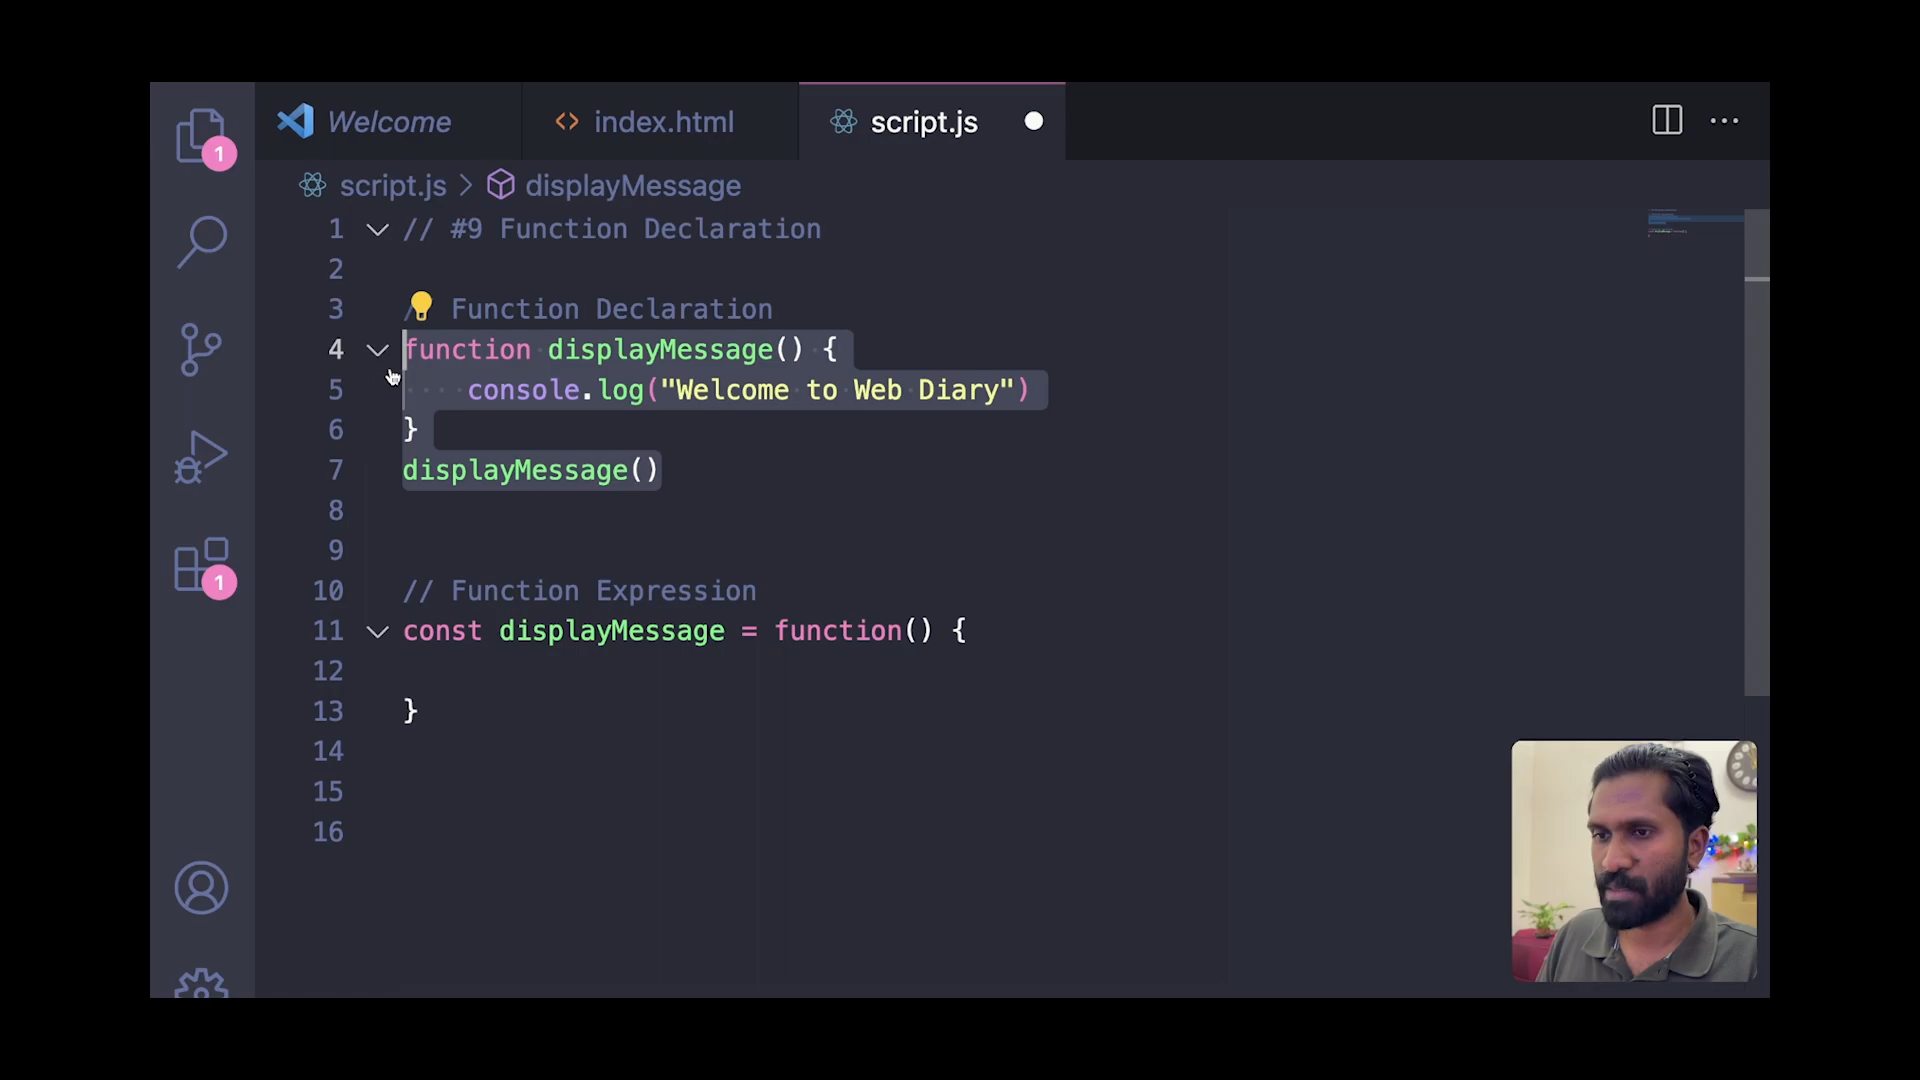 Welcome
index.html
script.js
script.js > displayMessage
1 // #9 Function Declaration
2
3 / Function Declaration
4 function displayMessage() {
5 console.log("Welcome to Web Diary")
6 }
7 displayMessage()
8
9
10 // Function Expression
11 const displayMessage = function() {
12
13 }
14
15
16
1
1